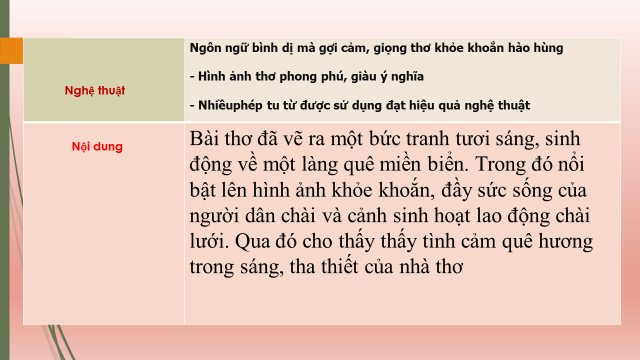 Nghệ thuật
Ngôn ngữ bình dị mà gợi cảm, giọng thơ khỏe khoắn hào hùng
- Hình ảnh thơ phong phú, giàu ý nghĩa
- Nhiềuphép tu từ được sử dụng đạt hiệu quả nghệ thuật
Nội dung
Bài thơ đã vẽ ra một bức tranh tươi sáng, sinh
động về một làng quê miền biển. Trong đó nổi
bật lên hình ảnh khỏe khoắn, đầy sức sống của
người dân chài và cảnh sinh hoạt lao động chài
lưới. Qua đó cho thấy thấy tình cảm quê hương
trong sáng, tha thiết của nhà thơ